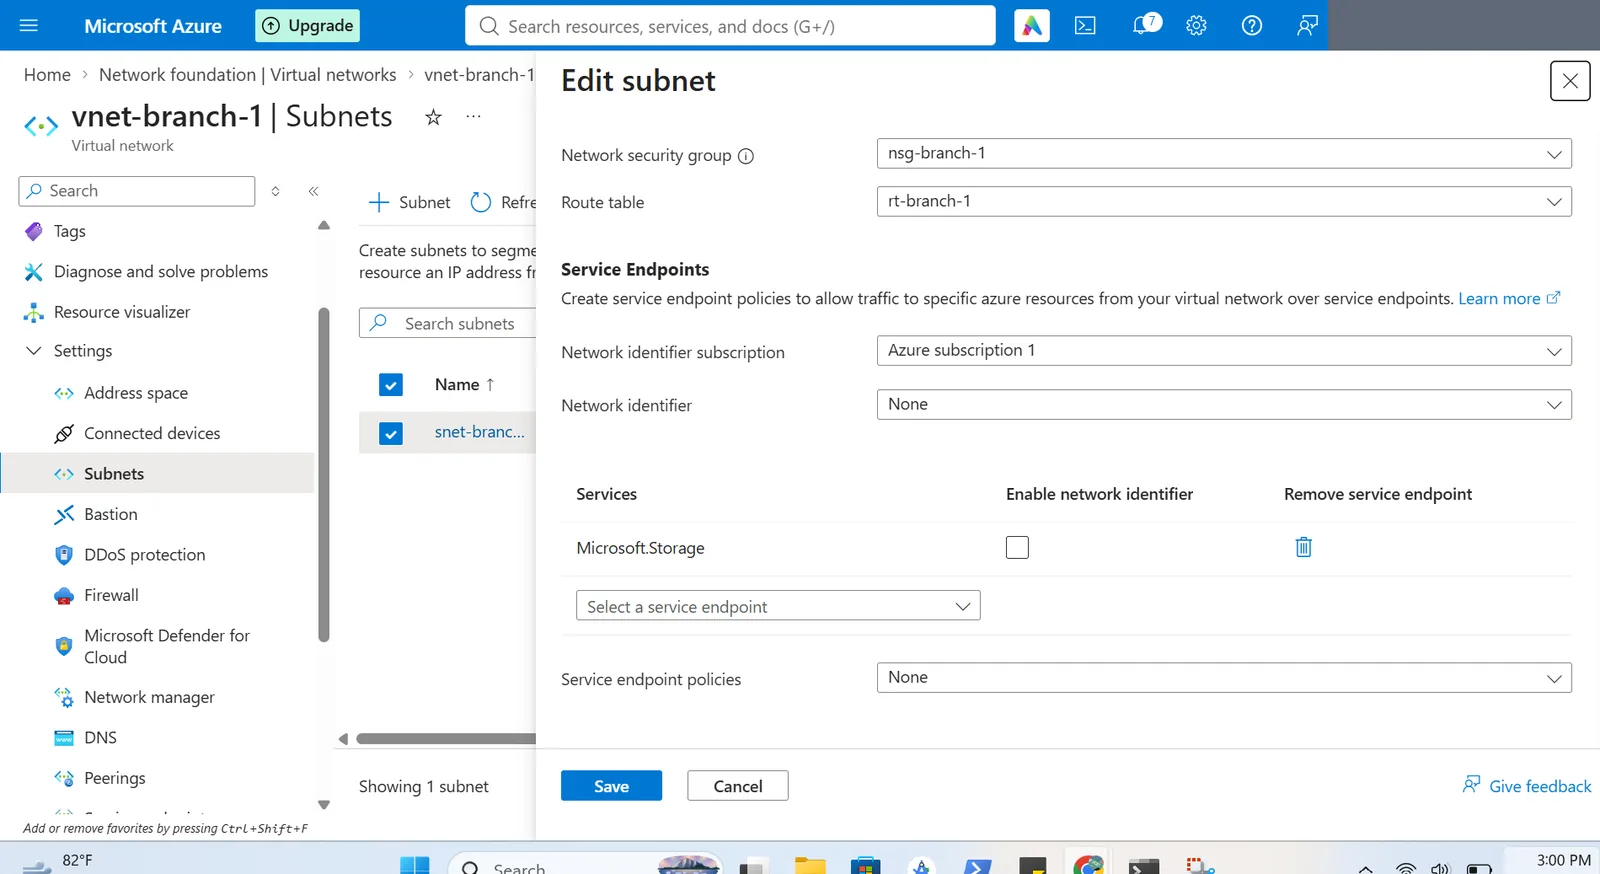 Microsoft Azure
Upgrade
Search resources, services, and docs (G+/)
7
Home > Network foundation | Virtual networks > vnet-branch-1
vnet-branch-1 | Subnets
Virtual network
Search
Tags
Diagnose and solve problems
Resource visualizer
Settings
Address space
Connected devices
Subnets
Bastion
DDoS protection
Firewall
Microsoft Defender for
Cloud
Network manager
DNS
Peerings
Add or remove favorites by pressing Ctrl+Shift+F
Subnet
Refre
Create subnets to segme
resource an IP address fr
Search subnets
Name ↑
snet-branc...
Showing 1 subnet
Edit subnet
Network security group
nsg-branch-1
Route table
rt-branch-1
Service Endpoints
Create service endpoint policies to allow traffic to specific azure resources from your virtual network over service endpoints. Learn more
Network identifier subscription
Azure subscription 1
Network identifier
None
Services
Enable network identifier
Remove service endpoint
Microsoft.Storage
Select a service endpoint
Service endpoint policies
None
Save
Cancel
Give feedback
82°F
Search
3:00 PM